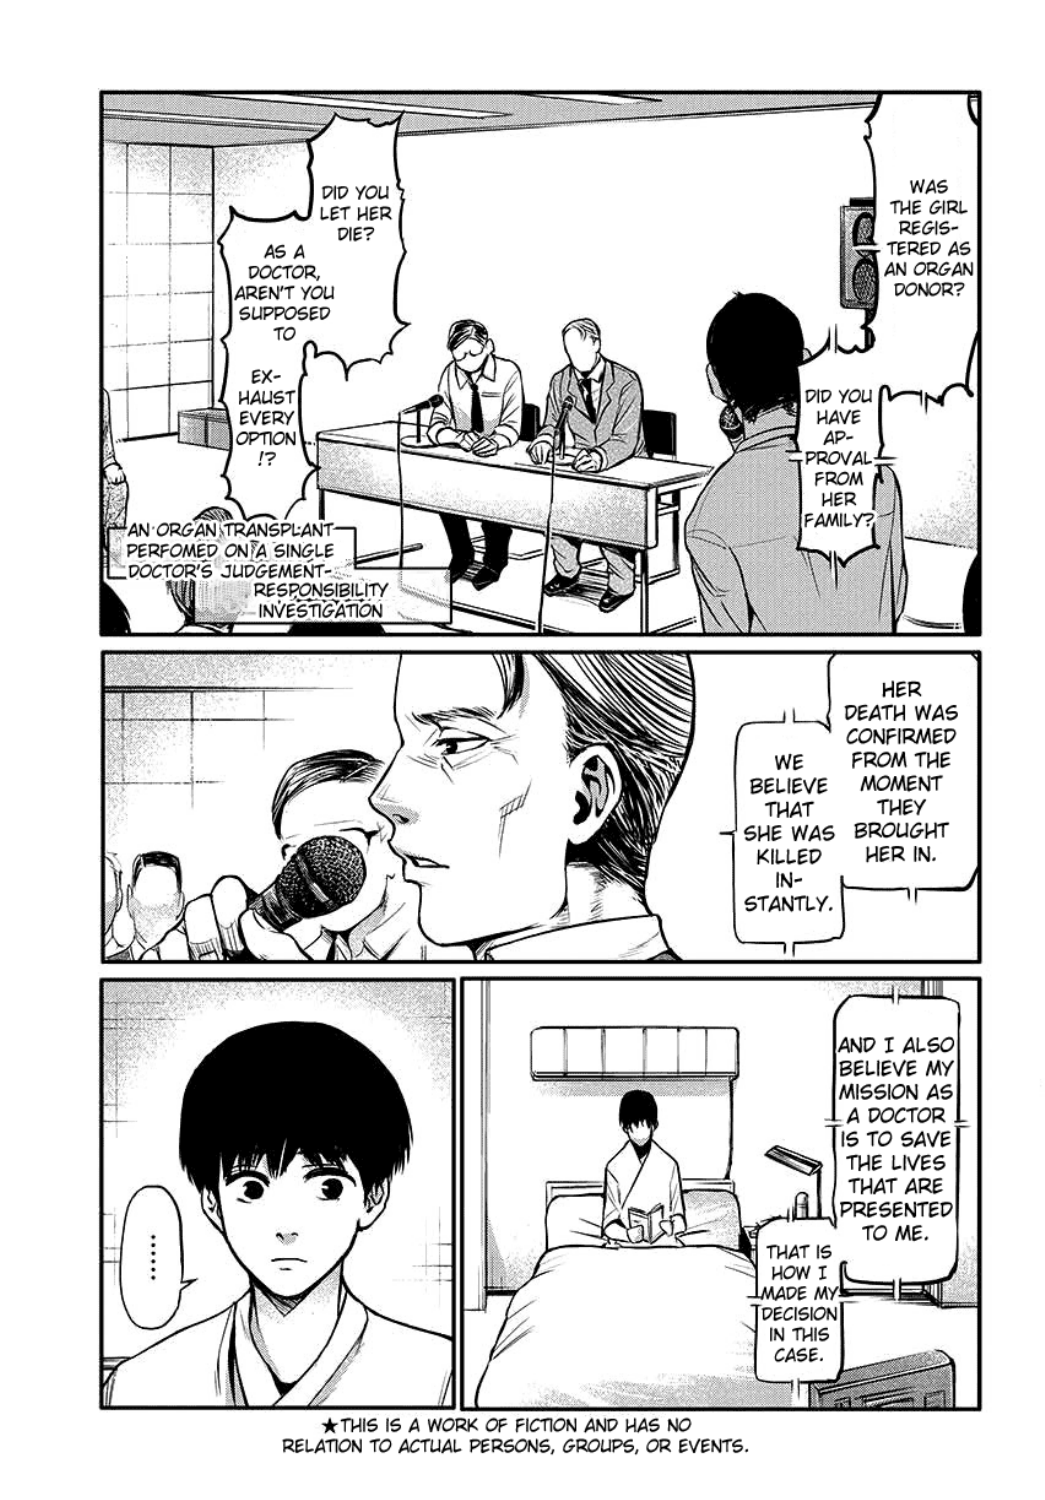 WAS
THE GIRL
REGIS-
TERED AS
AN ORGAN
DONOR?
DID YOU
HAVE
AP-
PROVAL
FROM
HER
FAMILY?
DID YOU
LET HER
DIE?
AS A
DOCTOR,
AREN'T YOU
SUPPOSED
TO
EX-
HAUST
EVERY
OPTION
!?
AN ORGAN TRANSPLANT
PERFOMED ON A SINGLE
DOCTOR'S JUDGEMENT-
RESPONSIBILITY
INVESTIGATION
HER
DEATH WAS
CONFIRMED
FROM THE
MOMENT
THEY
BROUGHT
HER IN.
WE
BELIEVE
THAT
SHE WAS
KILLED
IN-
STANTLY.
AND I ALSO
BELIEVE MY
MISSION AS
A DOCTOR
IS TO SAVE
THE LIVES
THAT ARE
PRESENTED
TO ME.
THAT IS
HOW I
MADE MY
DECISION
IN THIS
CASE.
......
★THIS IS A WORK OF FICTION AND HAS NO
RELATION TO ACTUAL PERSONS, GROUPS, OR EVENTS.